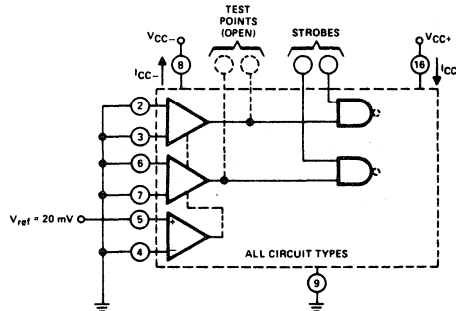 TEST
POINTS
(OPEN)
STROBES
VCC-
VCC+
ICC-
ICC
8
16
2
3
6
7
Vref = 20 mV
5
+
4
−
ALL CIRCUIT TYPES
9